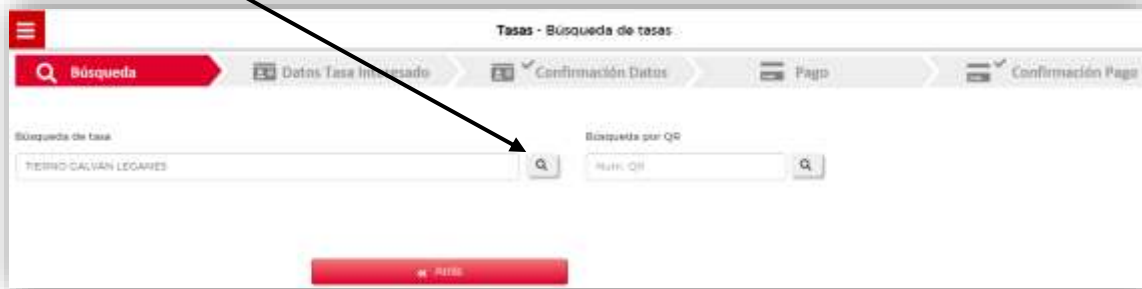 Tasas - Búsqueda de tasas
Búsqueda
Datos Tasa Interesado
Confirmación Datos
Pago
Confirmación Pago
Búsqueda de tasa
Búsqueda por QR
TIERNO GALVÁN LEGANES
Num. QR
« Atrás